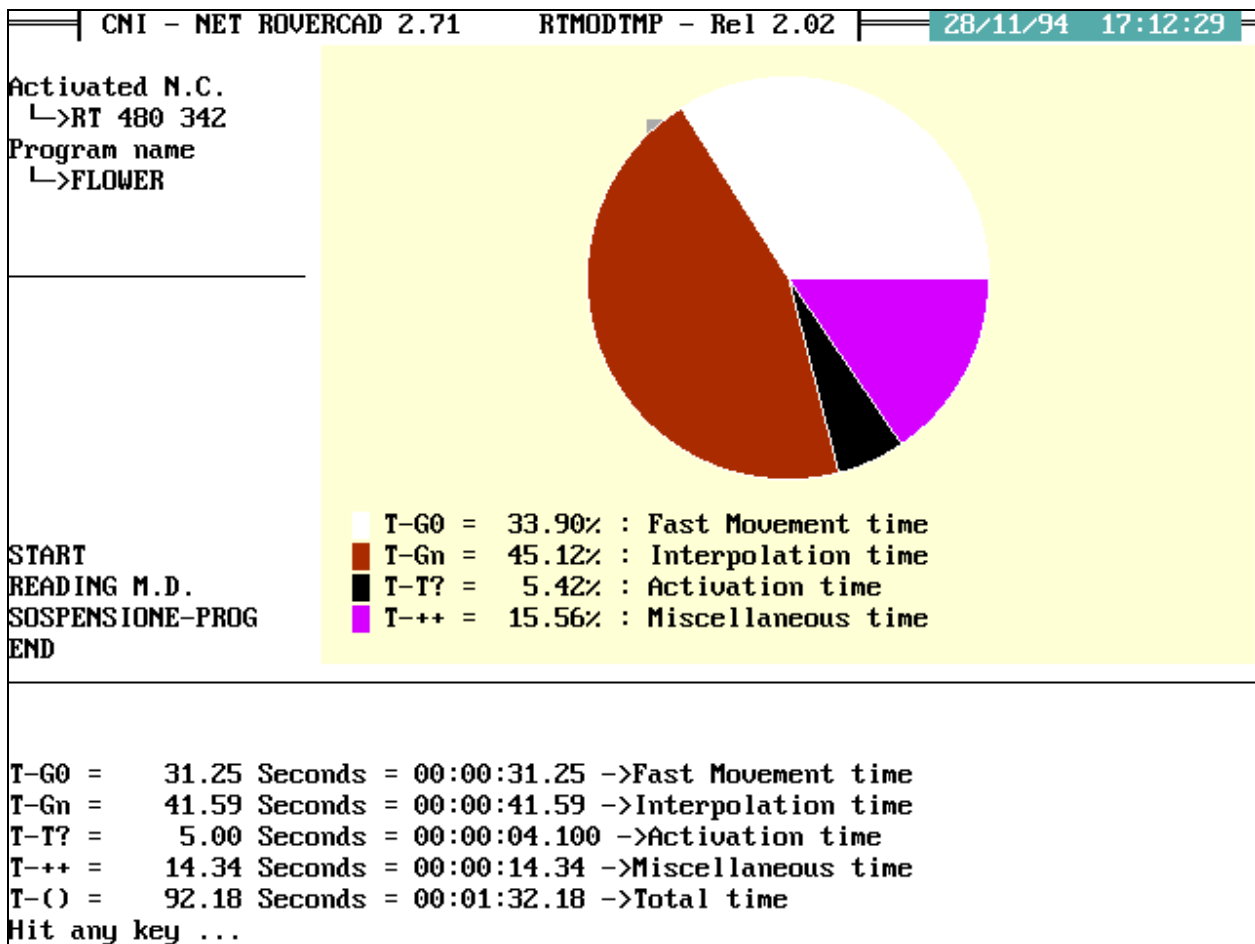 CNI - NET ROVERCAD 2.71 RTMODTMP - Rel 2.02 28/11/94 17:12:29
Activated N.C.
└─>RT 480 342
Program name
└─>FLOWER
START
READING M.D.
SOSPENSIONE-PROG
END
T-G0 = 33.90% : Fast Movement time
T-Gn = 45.12% : Interpolation time
T-T? = 5.42% : Activation time
T-++ = 15.56% : Miscellaneous time
T-G0 = 31.25 Seconds = 00:00:31.25 ->Fast Movement time
T-Gn = 41.59 Seconds = 00:00:41.59 ->Interpolation time
T-T? = 5.00 Seconds = 00:00:04.100 ->Activation time
T-++ = 14.34 Seconds = 00:00:14.34 ->Miscellaneous time
T-() = 92.18 Seconds = 00:01:32.18 ->Total time
Hit any key ...